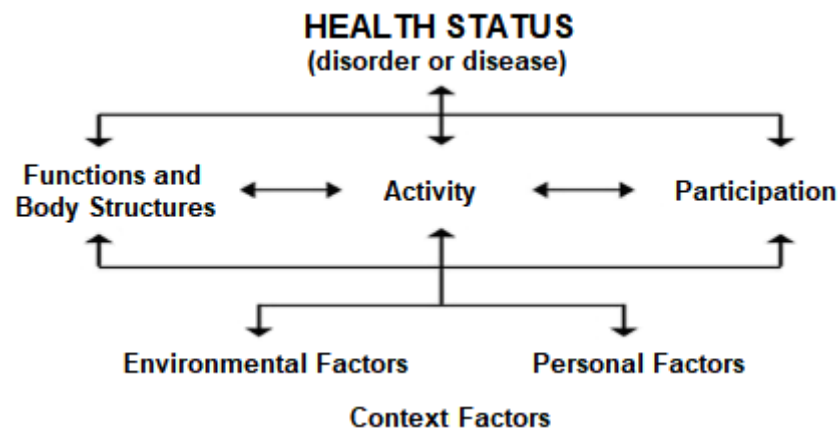 HEALTH STATUS
(disorder or disease)
Functions and
Body Structures
Activity
Participation
Environmental Factors
Personal Factors
Context Factors